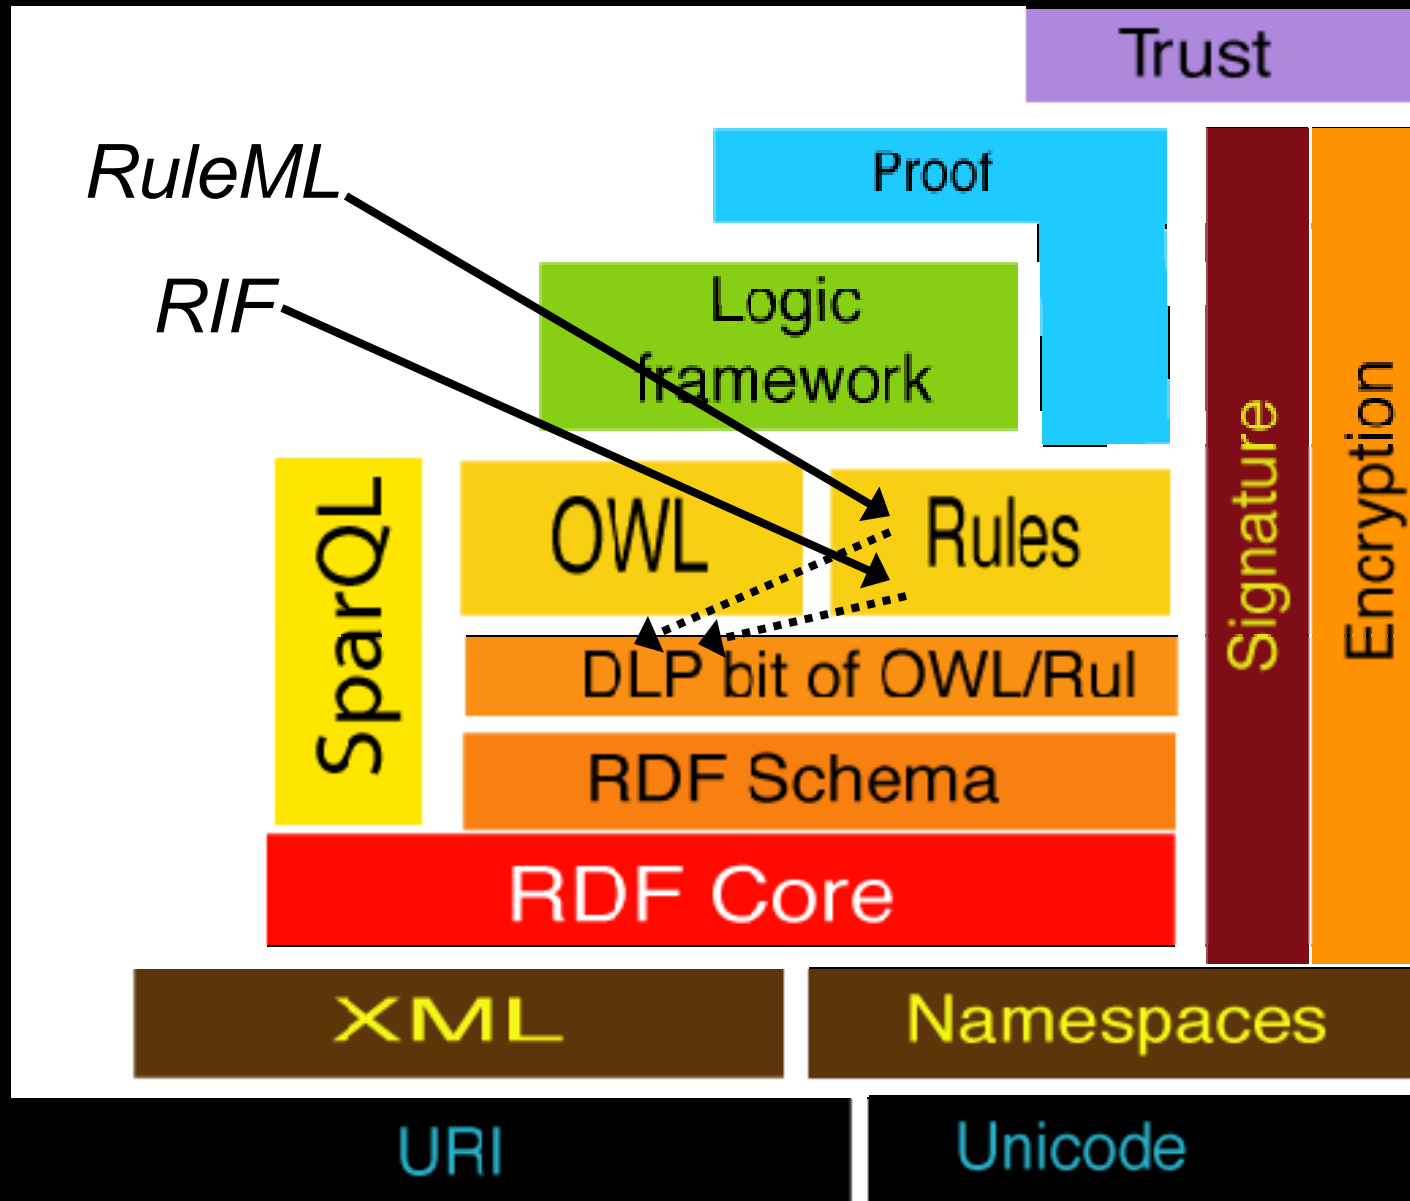 Trust
RuleML
Proof
RIF
Logic
framework
SparQL
OWL
Rules
Signature
Encryption
DLP bit of OWL/Rul
RDF Schema
RDF Core
XML
Namespaces
URI
Unicode